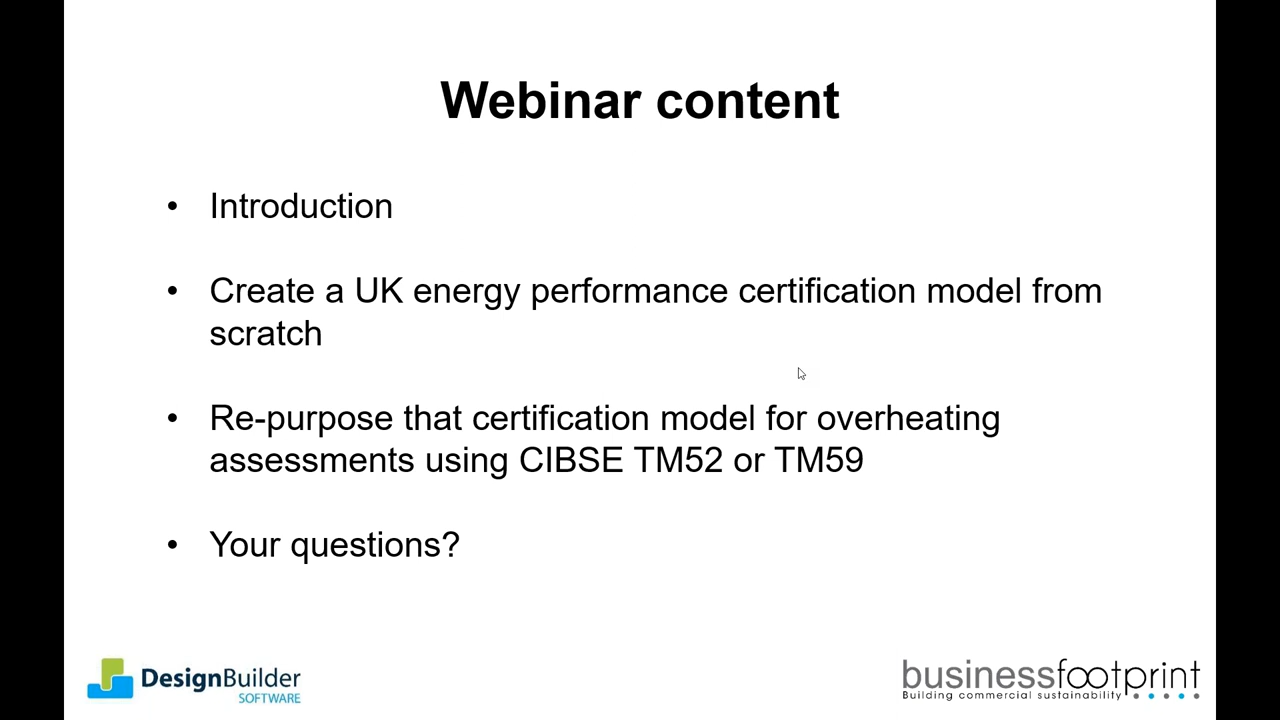 Webinar content
• Introduction
• Create a UK energy performance certification model from
scratch
• Re-purpose that certification model for overheating
assessments using CIBSE TM52 or TM59
• Your questions?
DesignBuilder
SOFTWARE
businessfootprint
Building commercial sustainability